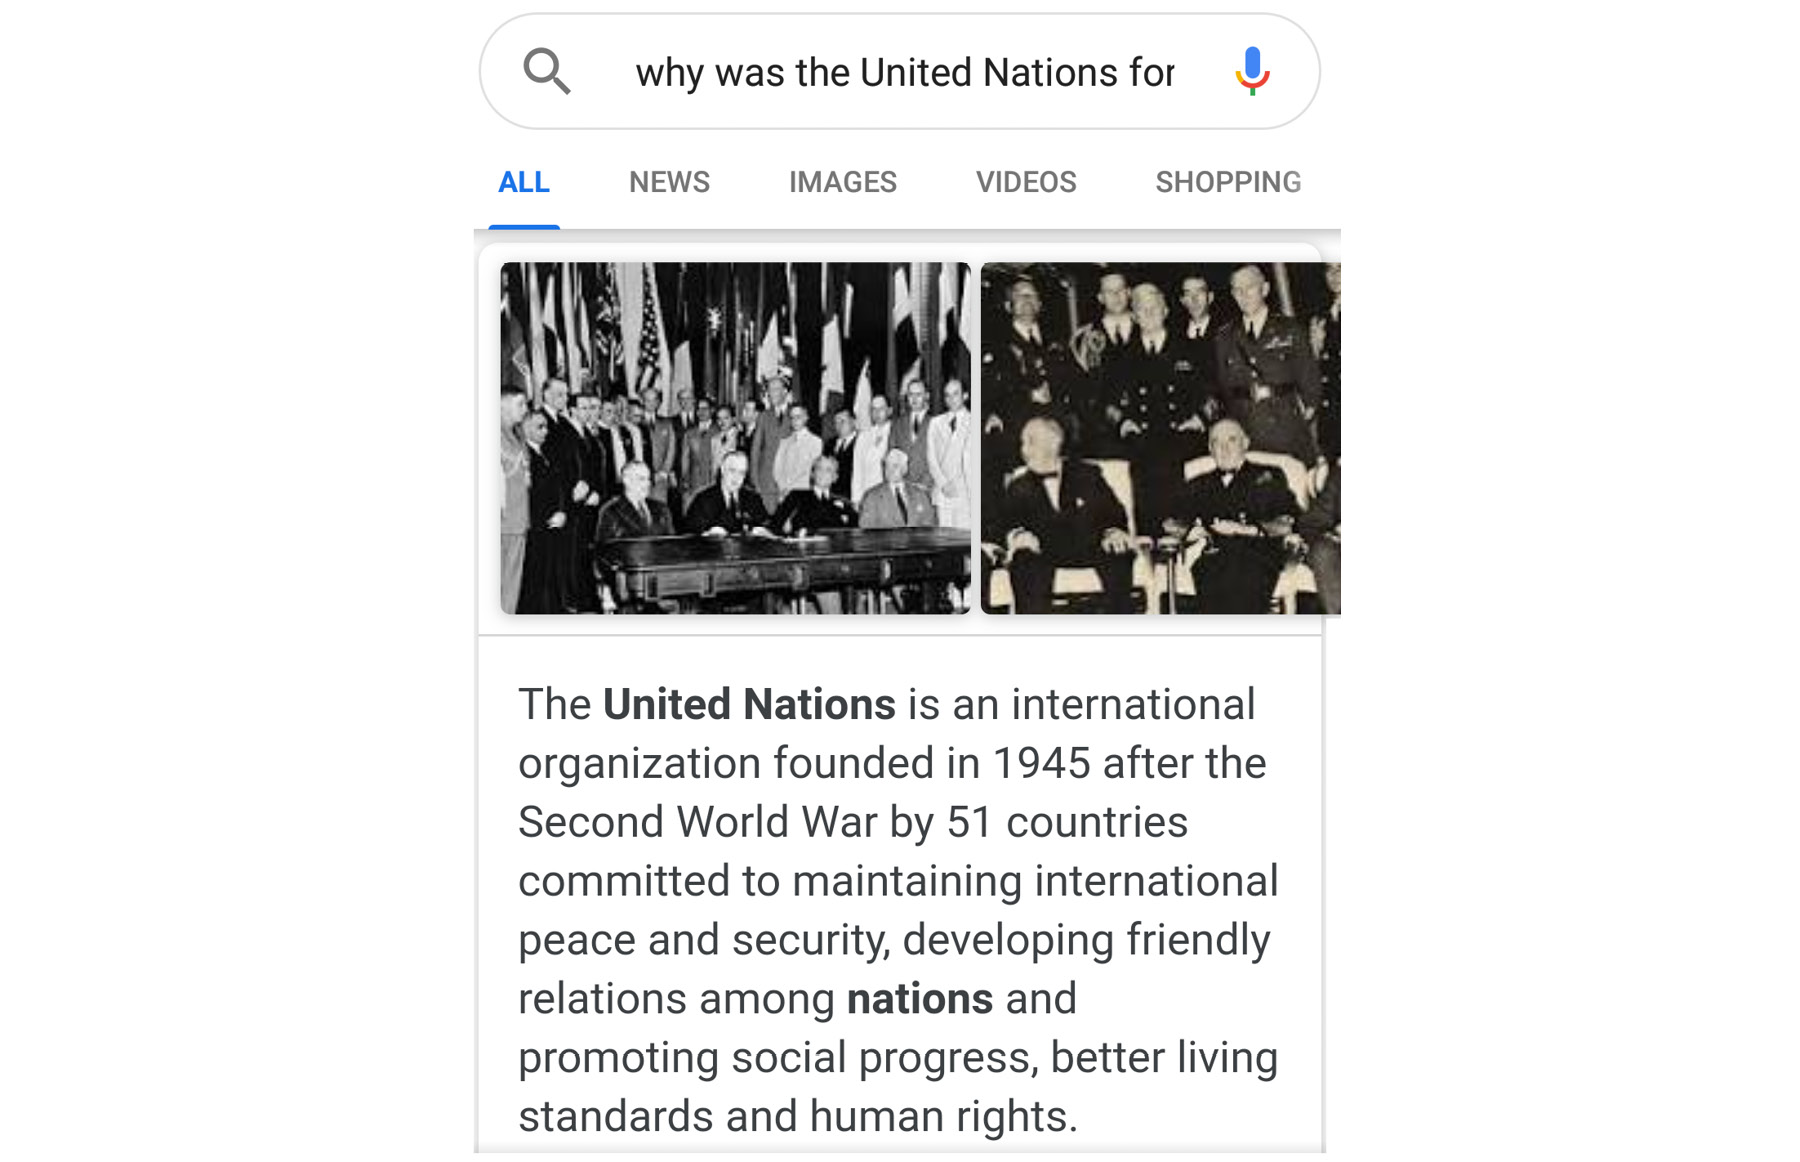 why was the United Nations for
ALL NEWS IMAGES VIDEOS SHOPPING
The United Nations is an international
organization founded in 1945 after the
Second World War by 51 countries
committed to maintaining international
peace and security, developing friendly
relations among nations and
promoting social progress, better living
standards and human rights.